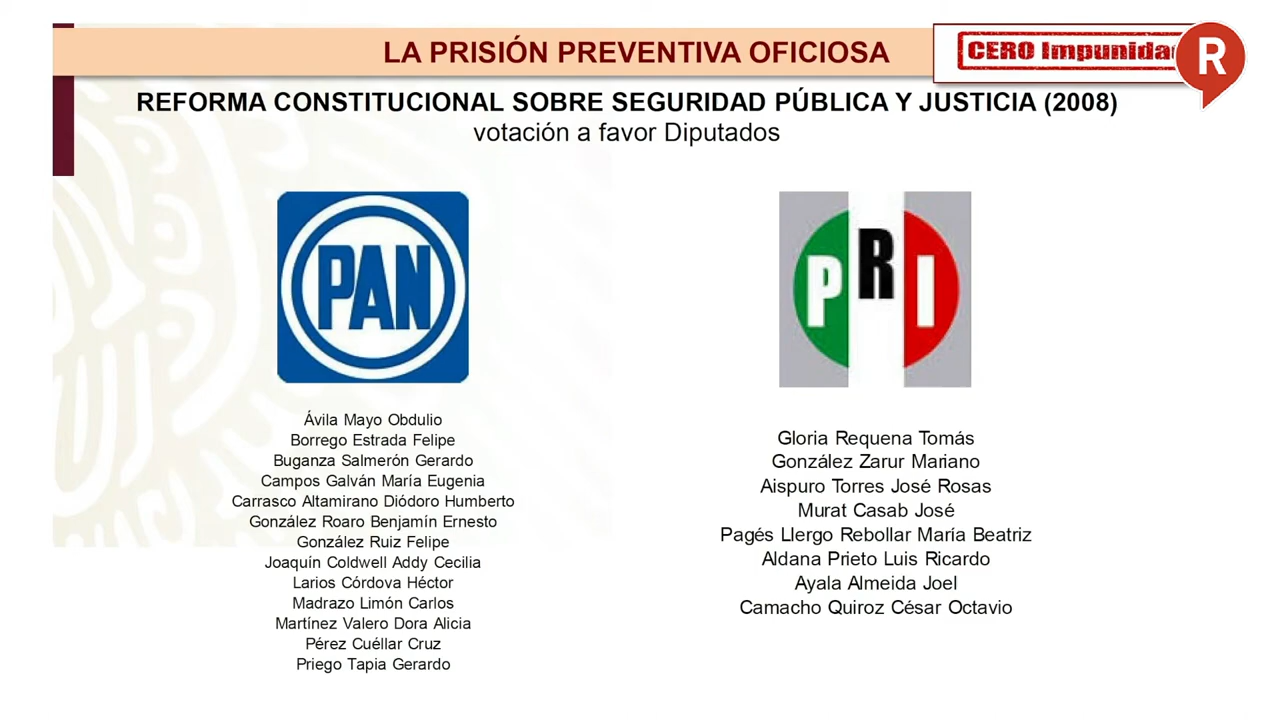 LA PRISIÓN PREVENTIVA OFICIOSA
CERO Impunidad
R
REFORMA CONSTITUCIONAL SOBRE SEGURIDAD PÚBLICA Y JUSTICIA (2008)
votación a favor Diputados
PAN
Ávila Mayo Obdulio
Borrego Estrada Felipe
Buganza Salmerón Gerardo
Campos Galván María Eugenia
Carrasco Altamirano Diódoro Humberto
González Roaro Benjamín Ernesto
González Ruiz Felipe
Joaquín Coldwell Addy Cecilia
Larios Córdova Héctor
Madrazo Limón Carlos
Martínez Valero Dora Alicia
Pérez Cuéllar Cruz
Priego Tapia Gerardo
PRI
Gloria Requena Tomás
González Zarur Mariano
Aispuro Torres José Rosas
Murat Casab José
Pagés Llergo Rebollar María Beatriz
Aldana Prieto Luis Ricardo
Ayala Almeida Joel
Camacho Quiroz César Octavio